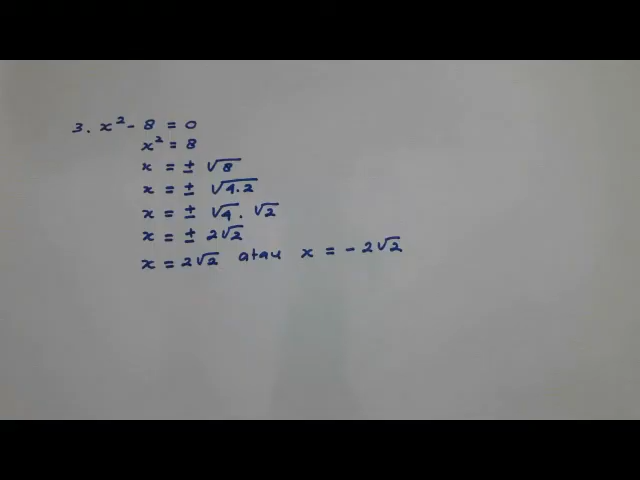 3. x² - 8 = 0
x² = 8
x = ± √8
x = ± √4.2
x = ± √4 . √2
x = ± 2√2
x = 2√2 atau x = - 2√2